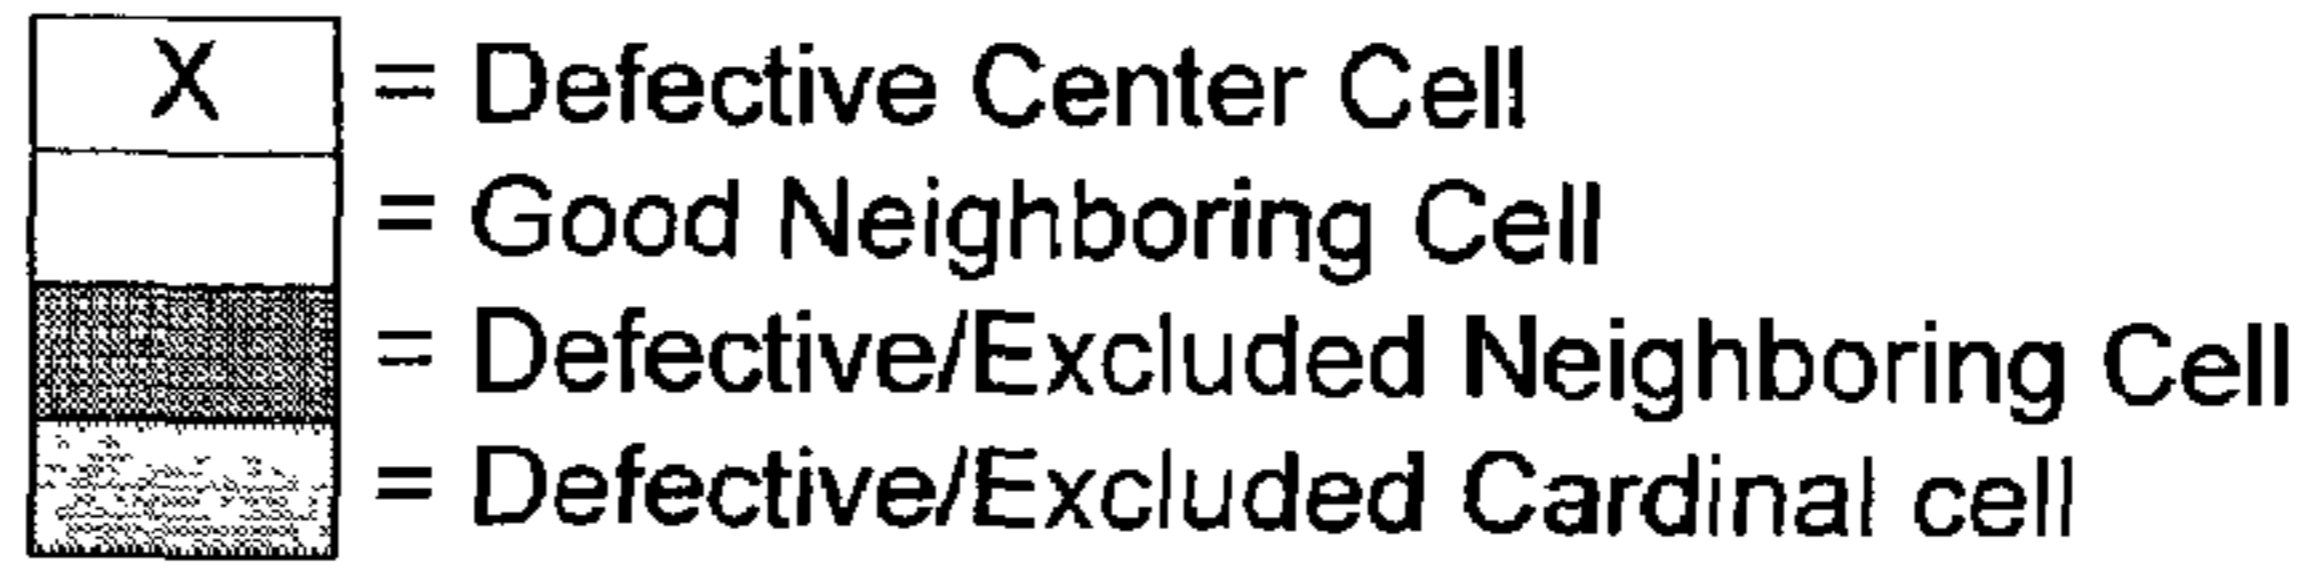 X = Defective Center Cell
= Good Neighboring Cell
= Defective/Excluded Neighboring Cell
= Defective/Excluded Cardinal cell